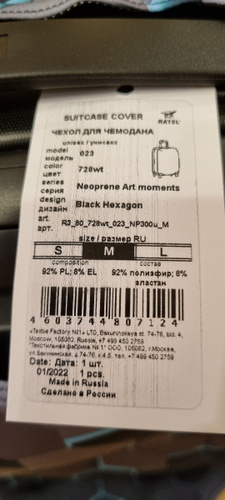 SUITCASE COVER
RATEL
ЧЕХОЛ ДЛЯ ЧЕМОДАНА
unisex / унисекс
model 023
модель
color 728wt
цвет
series Neoprene Art moments
серия
design Black Hexagon
дизайн
art. R3_80_728wt_023_NP300u_M
арт.
size / размер RU
S M L
composition состав
92% PL; 8% EL 92% полиэфир; 8% эластан
4 603744 807124
«Textile Factory №1» LTD, Bakuninskaya st. 74-76, bld. 4,
Moscow, 105082, Russia, +7 499 450 2759
"Текстильная фабрика № 1" ООО, 105082, г.Москва,
ул.Бакунинская, д.74-76, к.4,5, тел. +7 499 450 2759
Date: Дата: 1 шт.
01/2022 1 pcs.
Made in Russia
Сделано в России